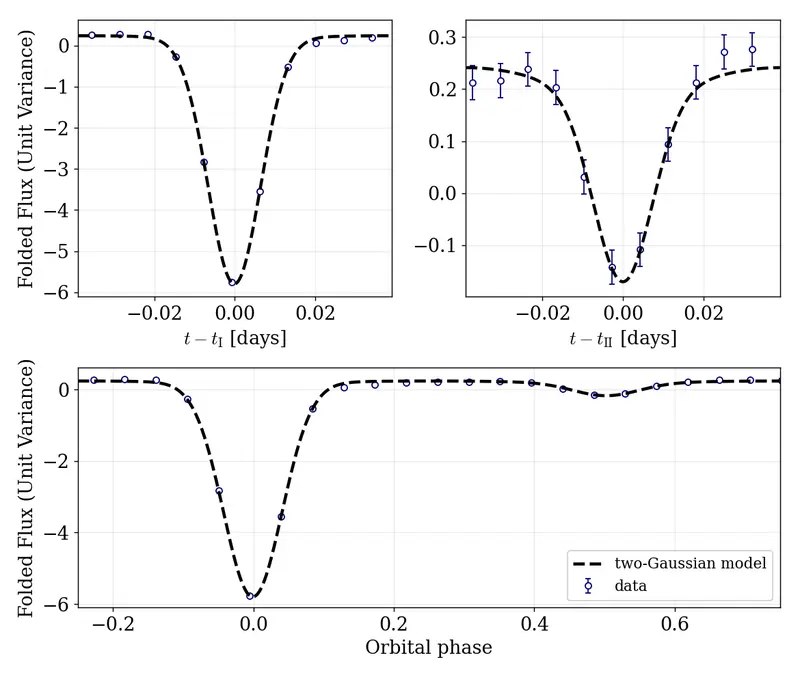 Folded Flux (Unit Variance)
0
−1
−2
−3
−4
−5
−6
−0.02 0.00 0.02
t − t_I [days]
0.3
0.2
0.1
0.0
−0.1
−0.02 0.00 0.02
t − t_II [days]
Folded Flux (Unit Variance)
0
−2
−4
−6
−0.2 0.0 0.2 0.4 0.6
Orbital phase
two-Gaussian model
data